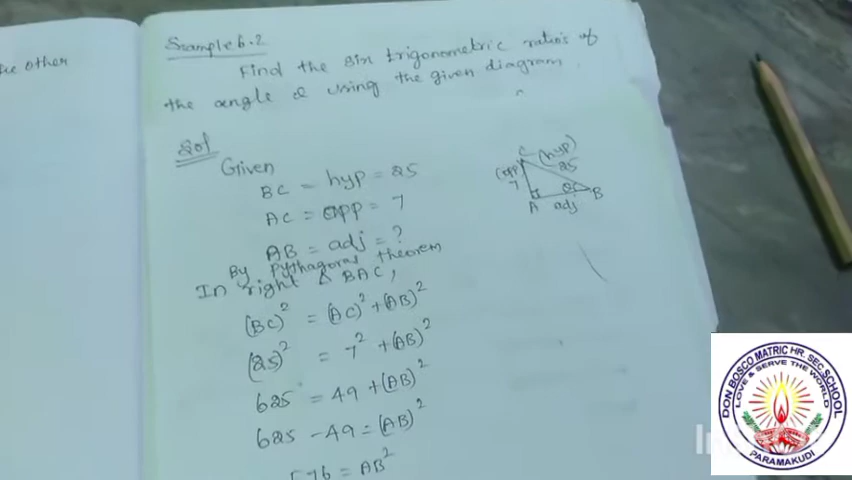 he other
Example 6.2
Find the six trigonometric ratios of
the angle α using the given diagram
Sol
Given
BC = hyp = 25
AC = opp = 7
AB = adj = ?
By Pythagoras theorem
In right Δ BAC,
(BC)² = (AC)² + (AB)²
(25)² = 7² + (AB)²
625 = 49 + (AB)²
625 - 49 = (AB)²
576 = AB²
C
(hyp)
25
(opp)
7
α
A
B
adj
DON BOSCO MATRIC HR. SEC SCHOOL
LOVE & SERVE THE WORLD
PARAMAKUDI